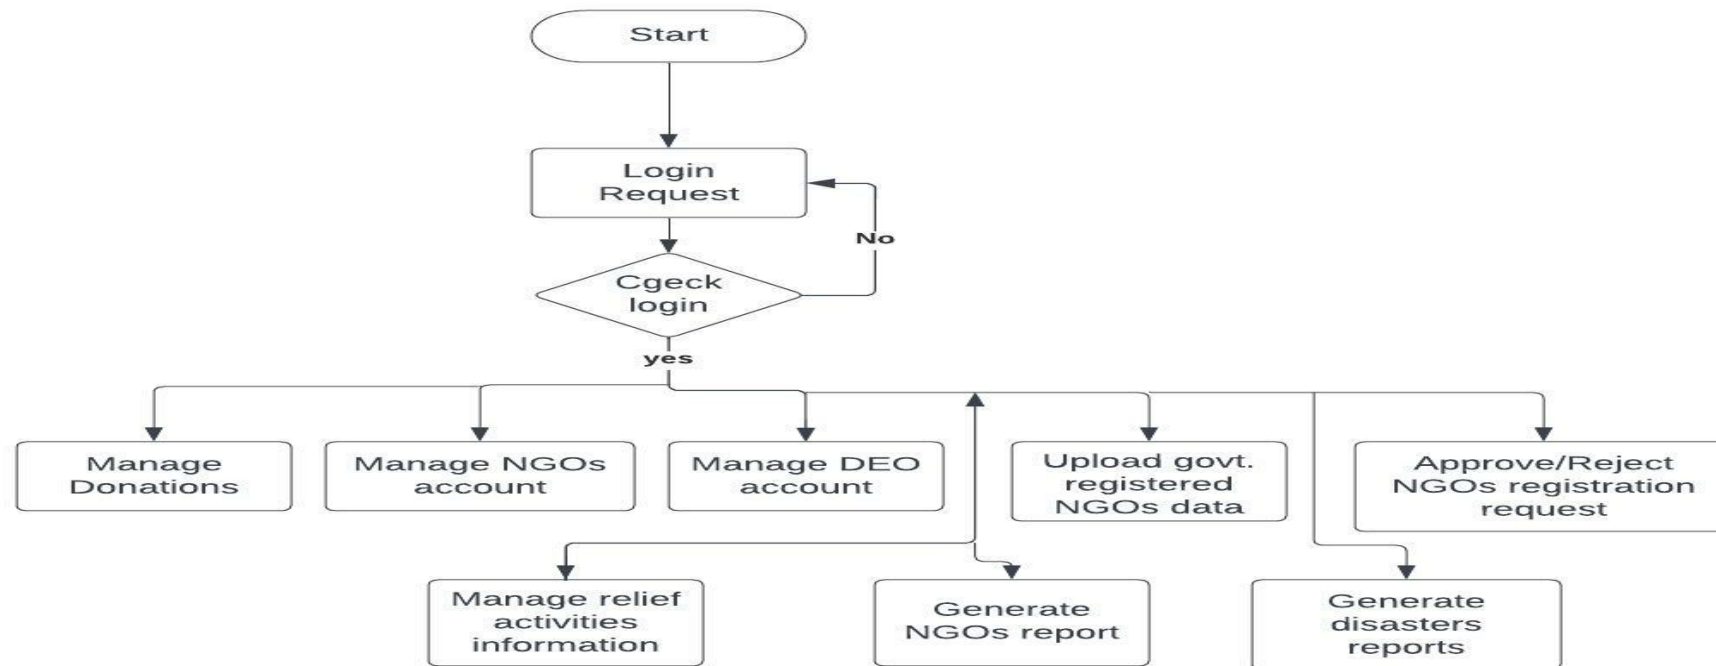 Start
Login
Request
No
Cgeck
login
yes
Manage
Donations
Manage NGOs
account
Manage DEO
account
Upload govt.
registered
NGOs data
Approve/Reject
NGOs registration
request
Manage relief
activities
information
Generate
NGOs report
Generate
disasters
reports